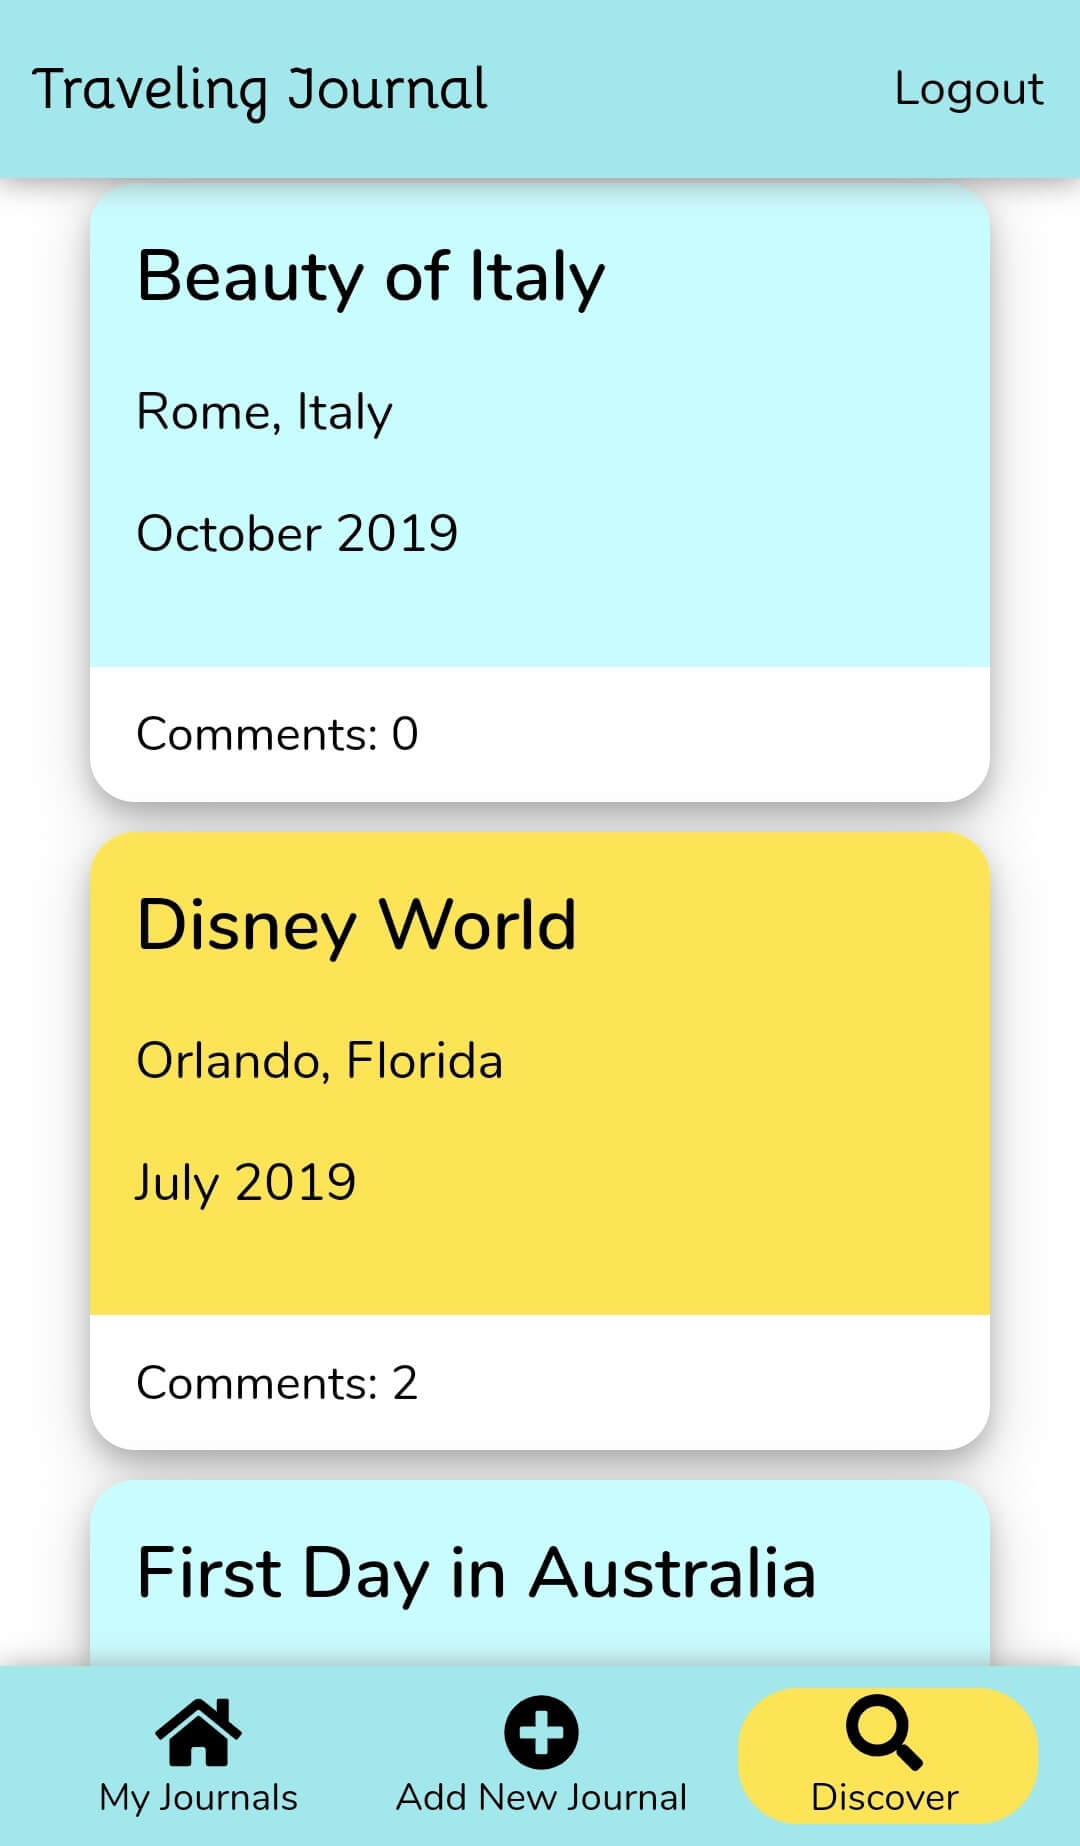 Traveling Journal
Logout
Beauty of Italy
Rome, Italy
October 2019
Comments: 0
Disney World
Orlando, Florida
July 2019
Comments: 2
First Day in Australia
My Journals
Add New Journal
Discover